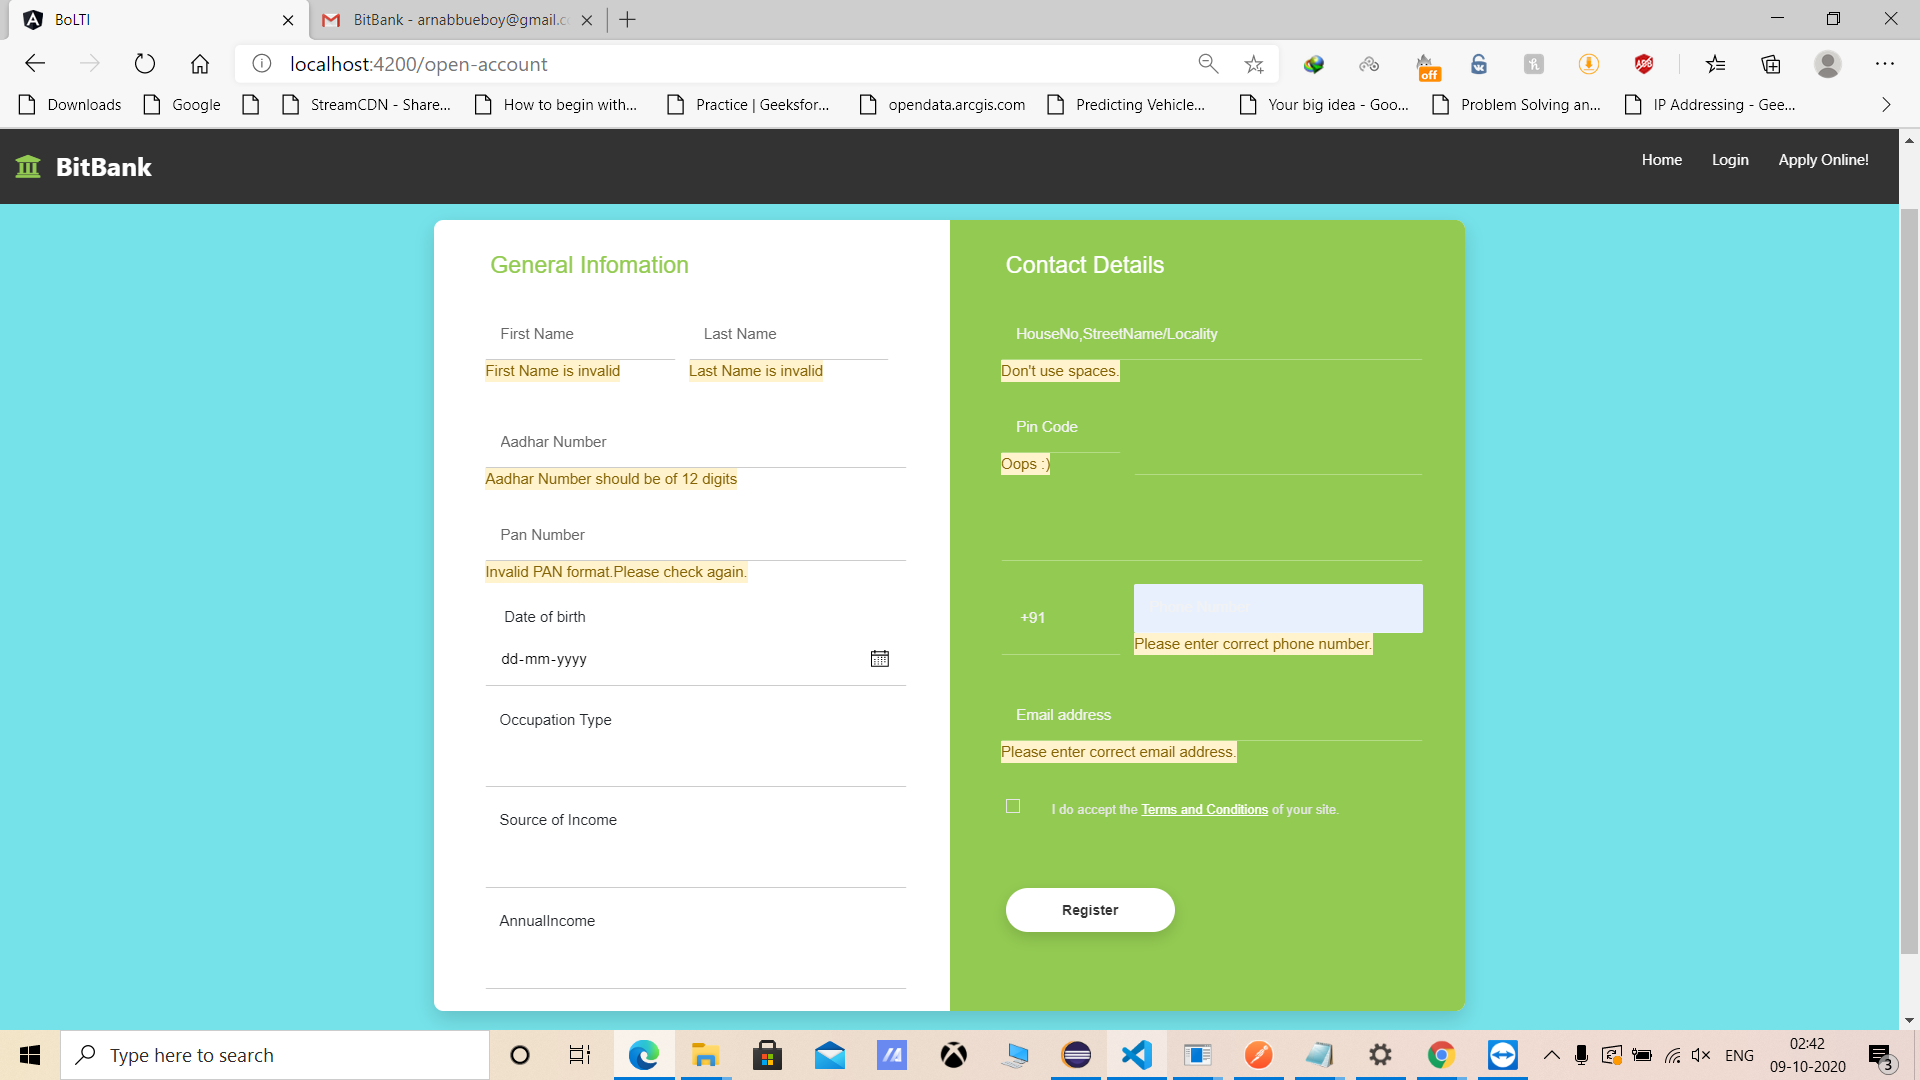 BoLTI
BitBank - arnabbueboy@gmail.c
localhost:4200/open-account
off
Downloads
Google
StreamCDN - Share...
How to begin with...
Practice | Geeksfor...
opendata.arcgis.com
Predicting Vehicle...
Your big idea - Goo...
Problem Solving an...
IP Addressing - Gee...
BitBank
Home
Login
Apply Online!
General Infomation
First Name
Last Name
First Name is invalid
Last Name is invalid
Aadhar Number
Aadhar Number should be of 12 digits
Pan Number
Invalid PAN format.Please check again.
Date of birth
dd-mm-yyyy
Occupation Type
Source of Income
AnnualIncome
Contact Details
HouseNo,StreetName/Locality
Don't use spaces.
Pin Code
Oops :)
+91
Phone Number
Please enter correct phone number.
Email address
Please enter correct email address.
I do accept the Terms and Conditions of your site.
Register
Type here to search
ENG
02:42
09-10-2020
3